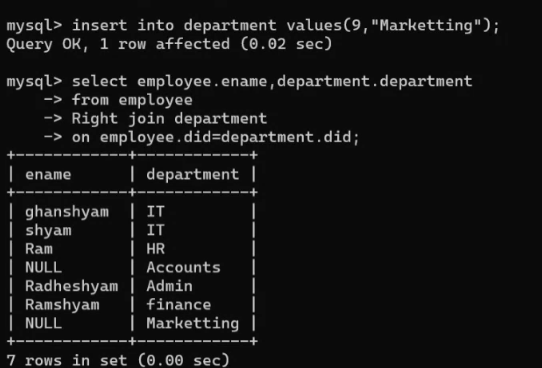 mysql> insert into department values(9,"Marketting");
Query OK, 1 row affected (0.02 sec)
mysql> select employee.ename,department.department
    -> from employee
    -> Right join department
    -> on employee.did=department.did;
+------------+------------+
| ename      | department |
+------------+------------+
| ghanshyam  | IT         |
| shyam      | IT         |
| Ram        | HR         |
| NULL       | Accounts   |
| Radheshyam | Admin      |
| Ramshyam   | finance    |
| NULL       | Marketting |
+------------+------------+
7 rows in set (0.00 sec)